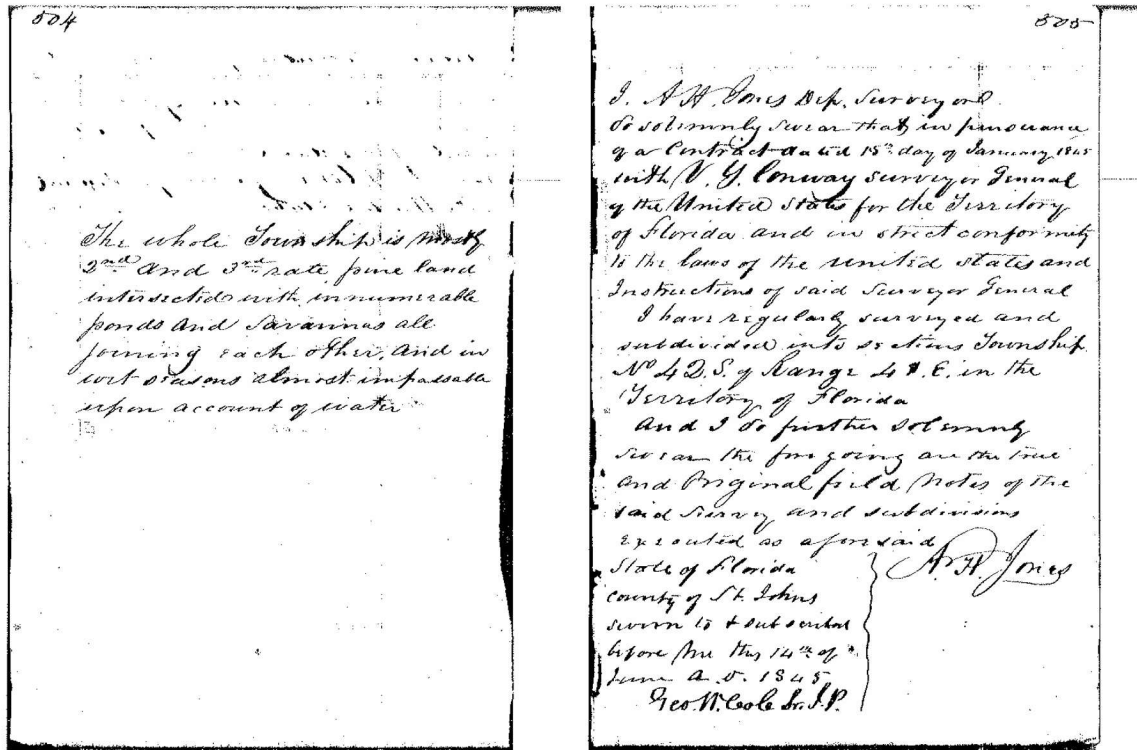 504
The whole Township is mostly
2nd and 3rd rate pine land
intersected with innumerable
ponds and Savannas all
joining each other, and in
wet seasons almost impassable
upon account of water
505
I. A H. Jones Dep. Surveyor
do solemnly swear that in pursuance
of a Contract dated 15th day of January 1845
with V. Y. Conway surveyor General
of the United States for the Territory
of Florida and in strict conformity
to the laws of the united states and
Instructions of said Surveyor General
I have regularly surveyed and
subdivided into sections Township
No 42. S. of Range 41. E. in the
Territory of Florida
And I do further solemnly
swear the foregoing are the true
and Original field Notes of the
said Survey and subdivisions
executed as aforesaid
A. H. Jones
State of Florida
county of St. Johns
sworn to & subscribed
before me this 14th of
June A.D. 1845
Geo. W. Cole Sr. J.P.